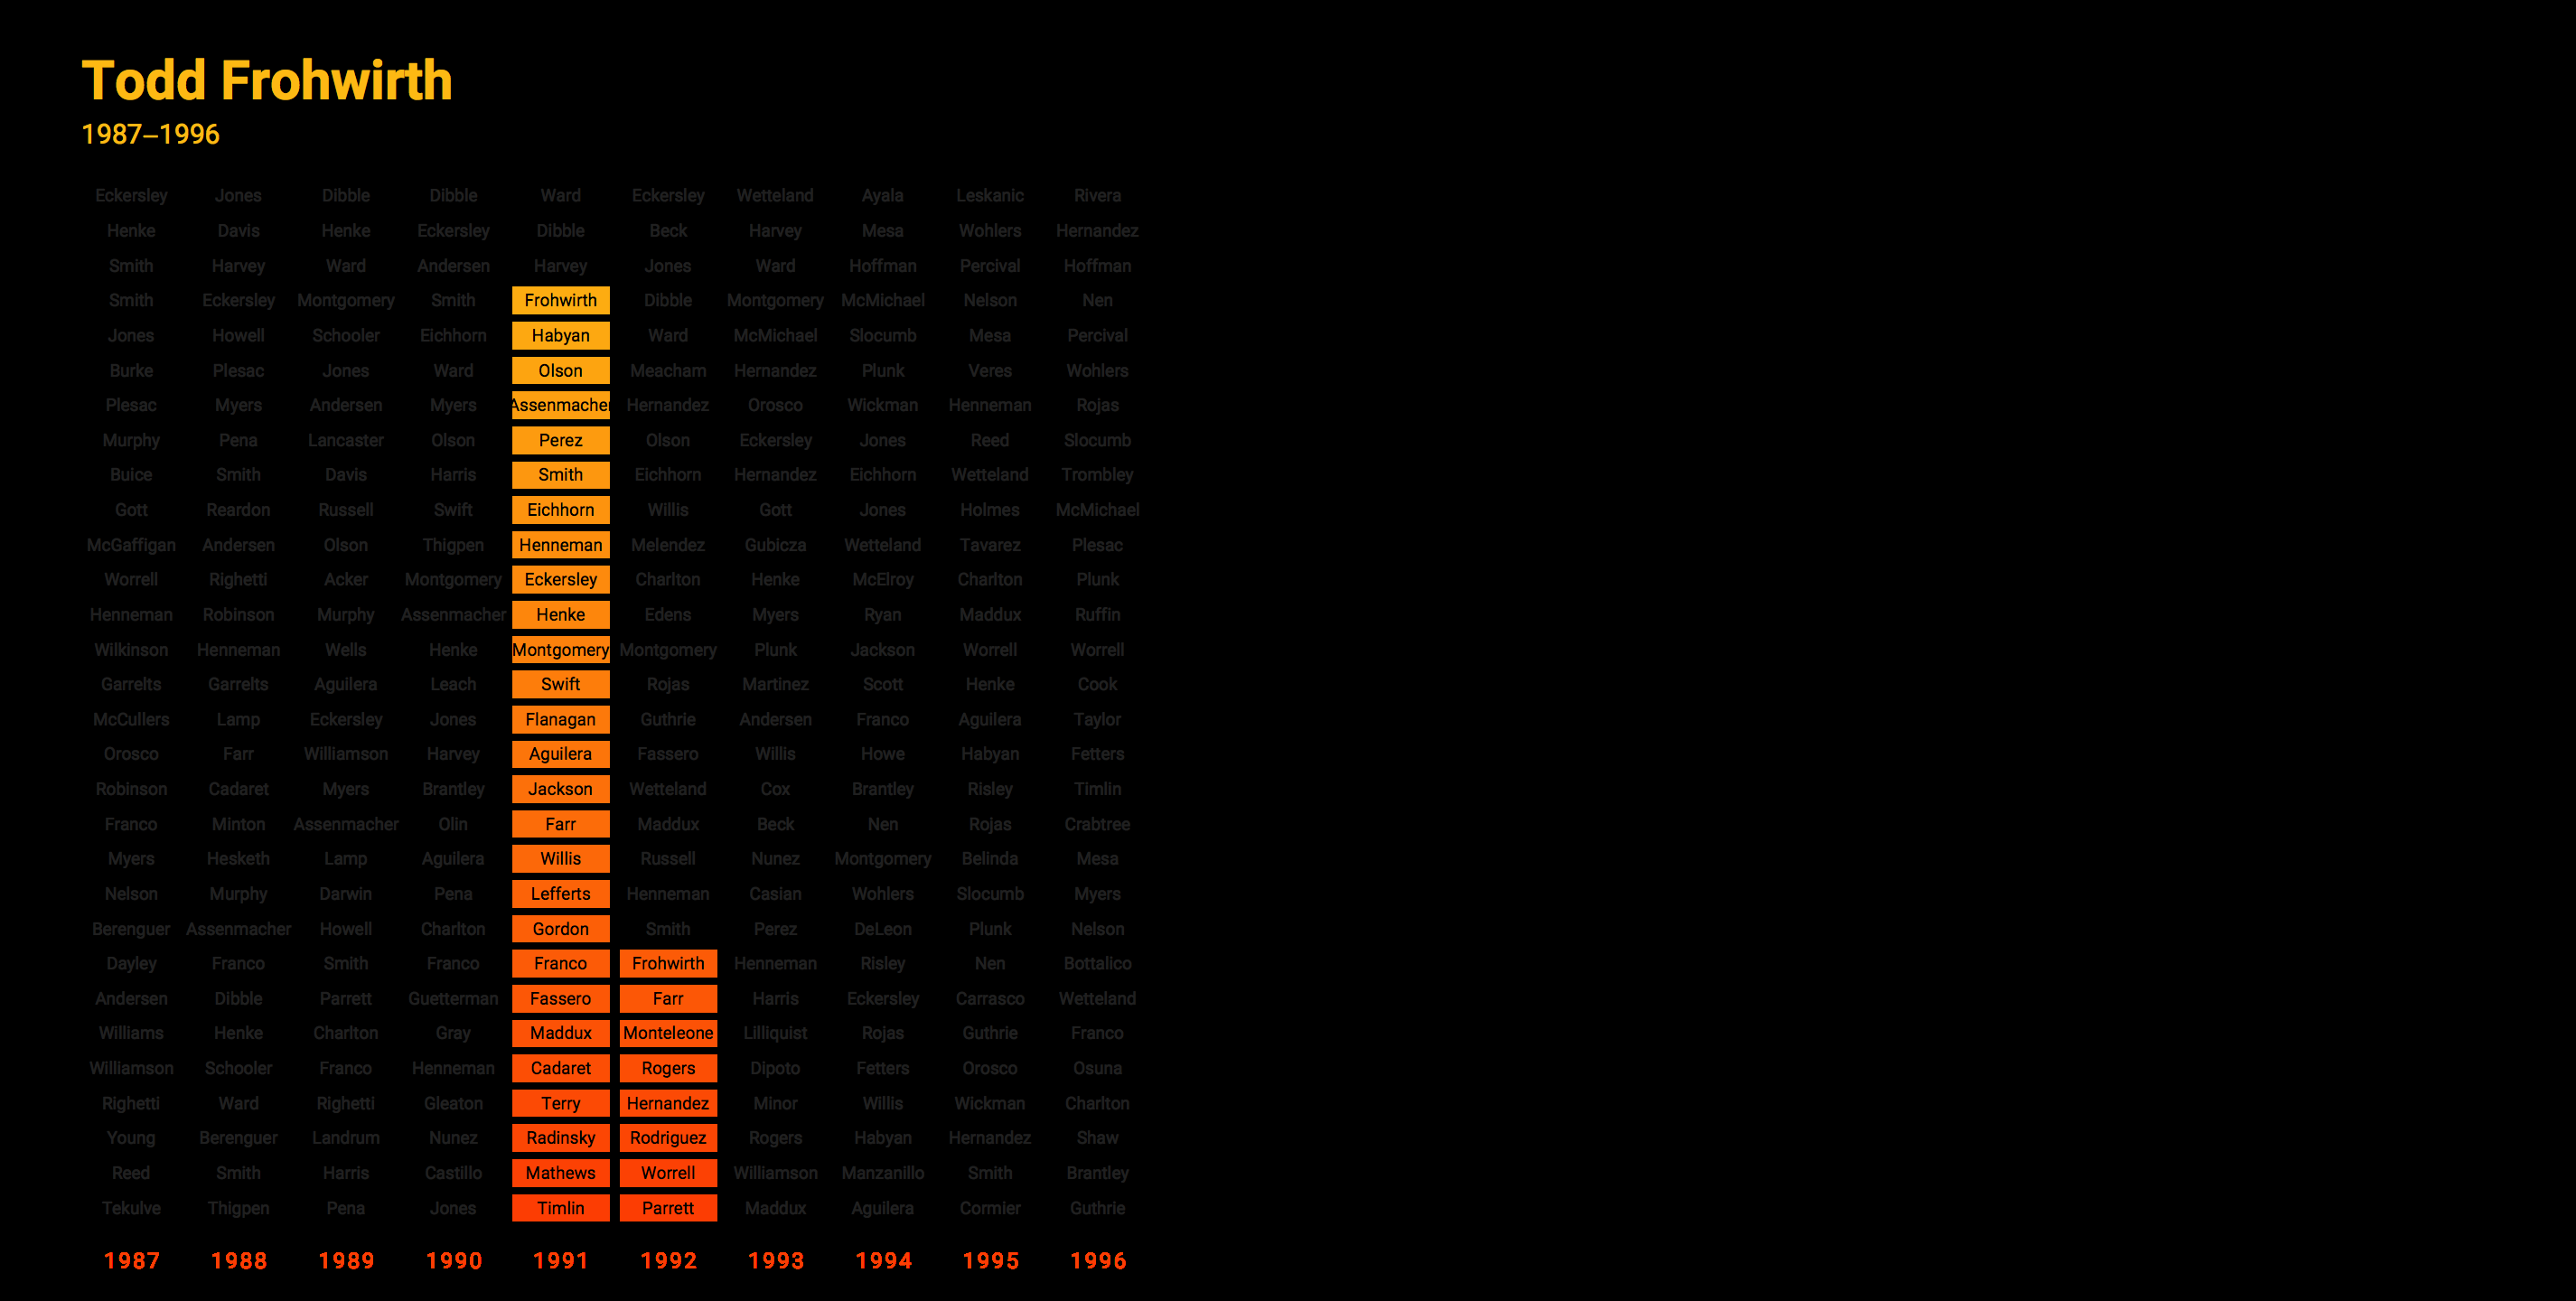 Todd Frohwirth
1987–1996
Eckersley Jones Dibble Dibble Ward Eckersley Wetteland Ayala Leskanic Rivera
Henke Davis Henke Eckersley Dibble Beck Harvey Mesa Wohlers Hernandez
Smith Harvey Ward Andersen Harvey Jones Ward Hoffman Percival Hoffman
Smith Eckersley Montgomery Smith Frohwirth Dibble Montgomery McMichael Nelson Nen
Jones Howell Schooler Eichhorn Habyan Ward McMichael Slocumb Mesa Percival
Burke Plesac Jones Ward Olson Meacham Hernandez Plunk Veres Wohlers
Plesac Myers Andersen Myers Assenmacher Hernandez Orosco Wickman Henneman Rojas
Murphy Pena Lancaster Olson Perez Olson Eckersley Jones Reed Slocumb
Buice Smith Davis Harris Smith Eichhorn Hernandez Eichhorn Wetteland Trombley
Gott Reardon Russell Swift Eichhorn Willis Gott Jones Holmes McMichael
McGaffigan Andersen Olson Thigpen Henneman Melendez Gubicza Wetteland Tavarez Plesac
Worrell Righetti Acker Montgomery Eckersley Charlton Henke McElroy Charlton Plunk
Henneman Robinson Murphy Assenmacher Henke Edens Myers Ryan Maddux Ruffin
Wilkinson Henneman Wells Henke Montgomery Montgomery Plunk Jackson Worrell Worrell
Garrelts Garrelts Aguilera Leach Swift Rojas Martinez Scott Henke Cook
McCullers Lamp Eckersley Jones Flanagan Guthrie Andersen Franco Aguilera Taylor
Orosco Farr Williamson Harvey Aguilera Fassero Willis Howe Habyan Fetters
Robinson Cadaret Myers Brantley Jackson Wetteland Cox Brantley Risley Timlin
Franco Minton Assenmacher Olin Farr Maddux Beck Nen Rojas Crabtree
Myers Hesketh Lamp Aguilera Willis Russell Nunez Montgomery Belinda Mesa
Nelson Murphy Darwin Pena Lefferts Henneman Casian Wohlers Slocumb Myers
Berenguer Assenmacher Howell Charlton Gordon Smith Perez DeLeon Plunk Nelson
Dayley Franco Smith Franco Franco Frohwirth Henneman Risley Nen Bottalico
Andersen Dibble Parrett Guetterman Fassero Farr Harris Eckersley Carrasco Wetteland
Williams Henke Charlton Gray Maddux Monteleone Lilliquist Rojas Guthrie Franco
Williamson Schooler Franco Henneman Cadaret Rogers Dipoto Fetters Orosco Osuna
Righetti Ward Righetti Gleaton Terry Hernandez Minor Willis Wickman Charlton
Young Berenguer Landrum Nunez Radinsky Rodriguez Rogers Habyan Hernandez Shaw
Reed Smith Harris Castillo Mathews Worrell Williamson Manzanillo Smith Brantley
Tekulve Thigpen Pena Jones Timlin Parrett Maddux Aguilera Cormier Guthrie
1987 1988 1989 1990 1991 1992 1993 1994 1995 1996